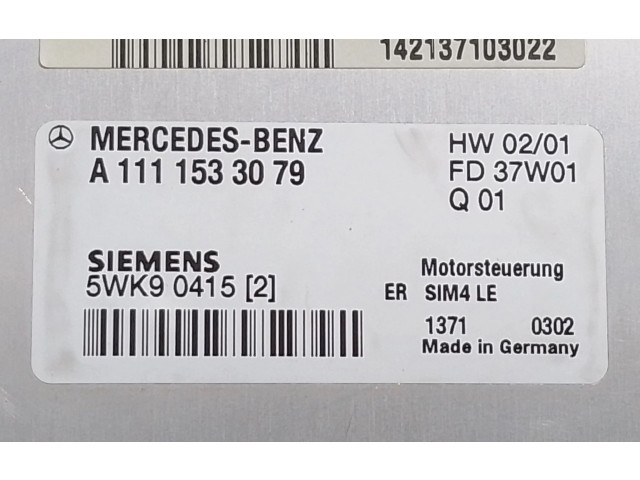 142137103022
MERCEDES-BENZ
A 111 153 30 79
HW 02/01
FD 37W01
Q 01
SIEMENS
5WK9 0415 [2]
Motorsteuerung
ER SIM4 LE
1371 0302
Made in Germany